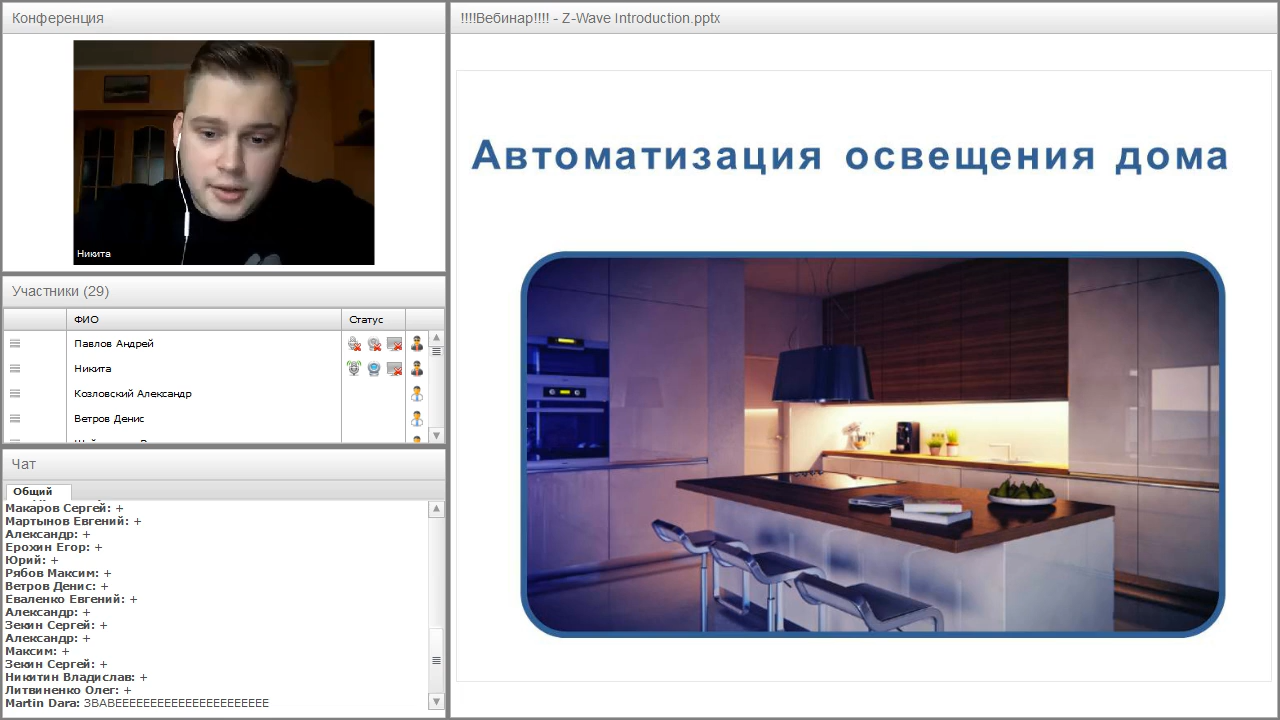 Конференция
Никита
Участники (29)
ФИО
Статус
Павлов Андрей
Никита
Козловский Александр
Ветров Денис
Чат
Общий
Макаров Сергей: +
Мартынов Евгений: +
Александр: +
Ерохин Егор: +
Юрий: +
Рябов Максим: +
Ветров Денис: +
Еваленко Евгений: +
Александр: +
Зекин Сергей: +
Александр: +
Максим: +
Зекин Сергей: +
Никитин Владислав: +
Литвиненко Олег: +
Martin Dara: ЗВАВЕЕЕЕЕЕЕЕЕЕЕЕЕЕЕЕЕЕЕЕЕ
!!!!Вебинар!!!! - Z-Wave Introduction.pptx
Автоматизация освещения дома